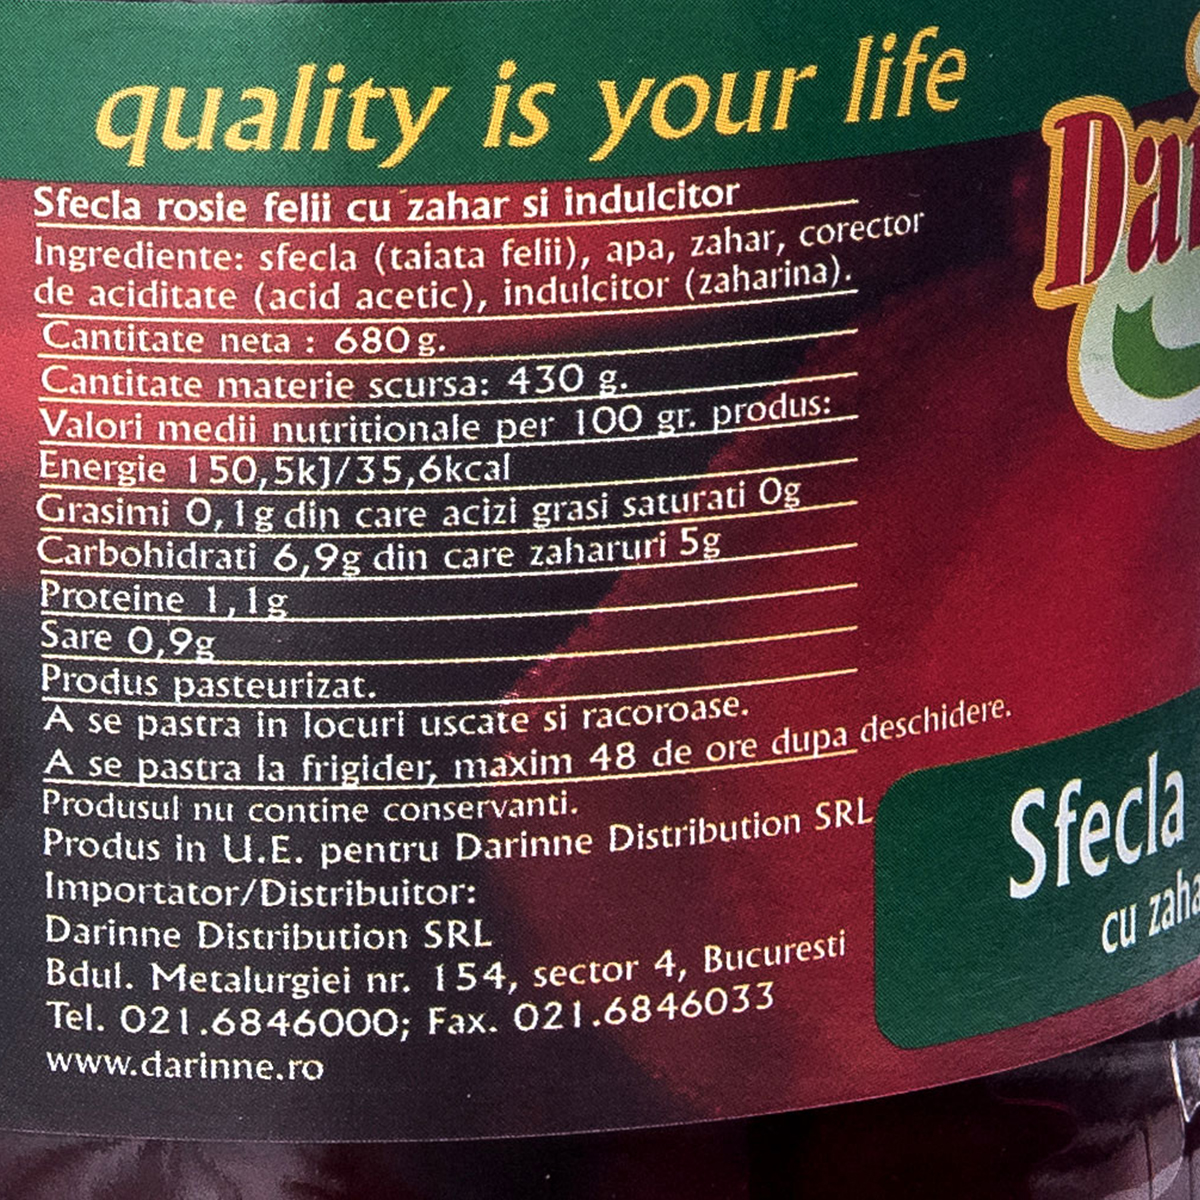 quality is your life
Sfecla rosie felii cu zahar si indulcitor
Ingrediente: sfecla (taiata felii), apa, zahar, corector
de aciditate (acid acetic), indulcitor (zaharina).
Cantitate neta : 680 g.
Cantitate materie scursa: 430 g.
Valori medii nutritionale per 100 gr. produs:
Energie 150,5kJ/35,6kcal
Grasimi 0,1g din care acizi grasi saturati 0g
Carbohidrati 6,9g din care zaharuri 5g
Proteine 1,1g
Sare 0,9g
Produs pasteurizat.
A se pastra in locuri uscate si racoroase.
A se pastra la frigider, maxim 48 de ore dupa deschidere.
Produsul nu contine conservanti.
Produs in U.E. pentru Darinne Distribution SRL
Importator/Distribuitor:
Darinne Distribution SRL
Bdul. Metalurgiei nr. 154, sector 4, Bucuresti
Tel. 021.6846000; Fax. 021.6846033
www.darinne.ro
Sfecla
cu